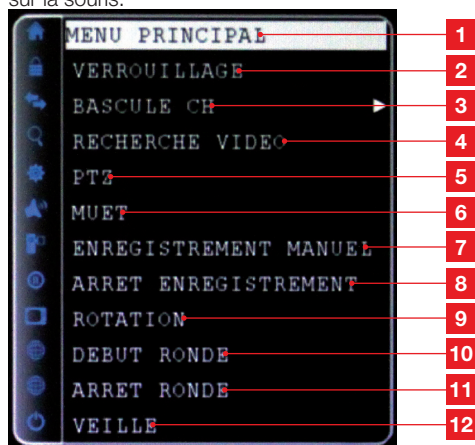 sur la souris.
MENU PRINCIPAL 1
VERROUILLAGE 2
BASCULE CH 3
RECHERCHE VIDEO 4
PTZ 5
MUET 6
ENREGISTREMENT MANUEL 7
ARRET ENREGISTREMENT 8
ROTATION 9
DEBUT RONDE 10
ARRET RONDE 11
VEILLE 12